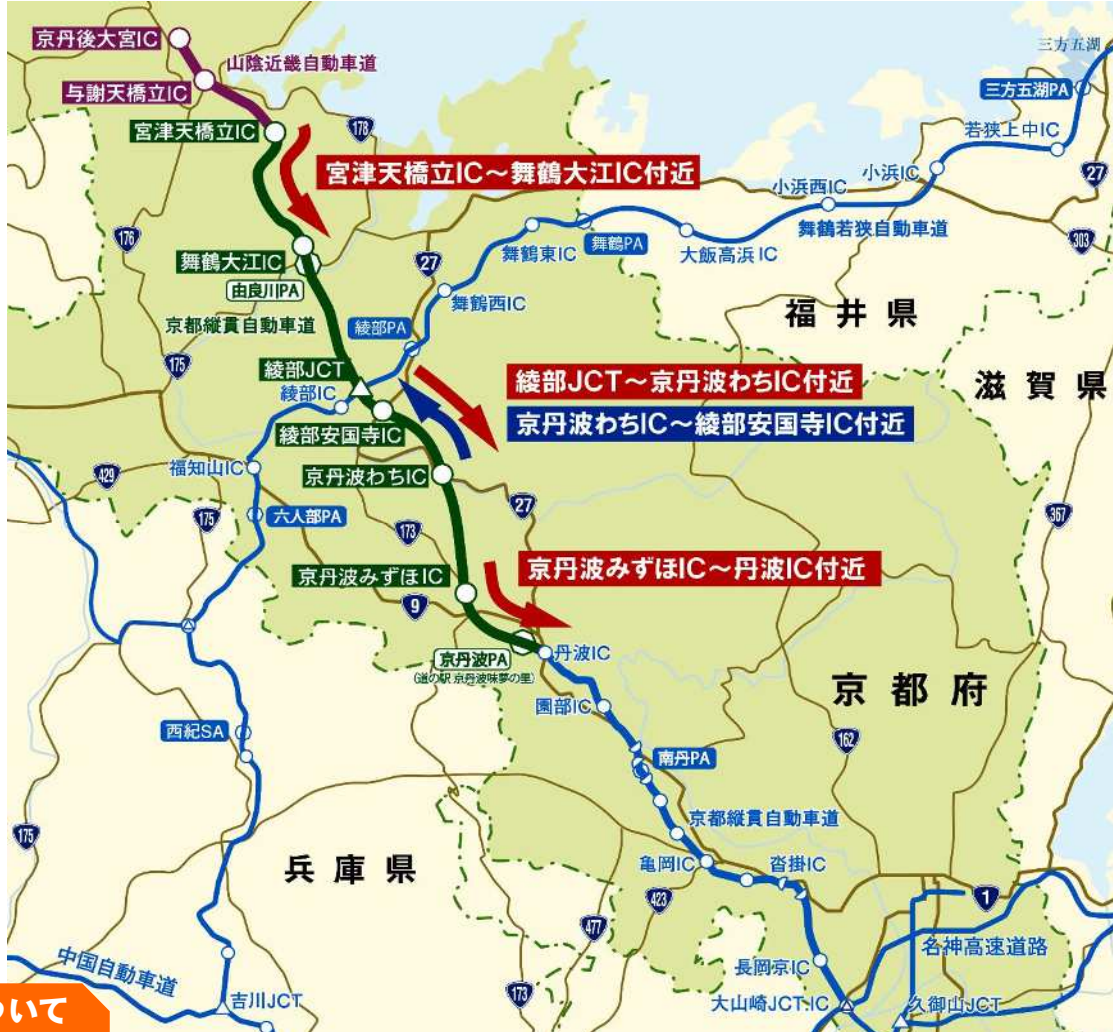 京丹後大宮IC
山陰近畿自動車道
三方五湖
与謝天橋立IC
三方五湖PA
宮津天橋立IC
178
若狭上中IC
宮津天橋立IC～舞鶴大江IC付近
小浜IC
27
小浜西IC
176
舞鶴若狭自動車道
303
舞鶴大江IC
27
舞鶴東IC
舞鶴PA
大飯高浜IC
由良川PA
舞鶴西IC
福井県
京都縦貫自動車道
綾部PA
175
綾部JCT
綾部JCT～京丹波わちIC付近
滋賀県
綾部IC
京丹波わちIC～綾部安国寺IC付近
綾部安国寺IC
福知山IC
京丹波わちIC
429
27
175
六人部PA
173
367
京丹波みずほIC～丹波IC付近
京丹波みずほIC
9
京丹波PA
(道の駅 京丹波味夢の里)
丹波IC
京都府
園部IC
西紀SA
162
南丹PA
175
京都縦貫自動車道
兵庫県
亀岡IC
沓掛IC
423
1
477
名神高速道路
中国自動車道
長岡京IC
173
吉川JCT
大山崎JCT.IC
久御山JCT
ついて